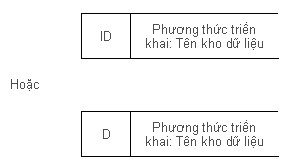 ID
Phương thức triển
khai: Tên kho dữ liệu
Hoặc
D
Phương thức triển
khai: Tên kho dữ liệu